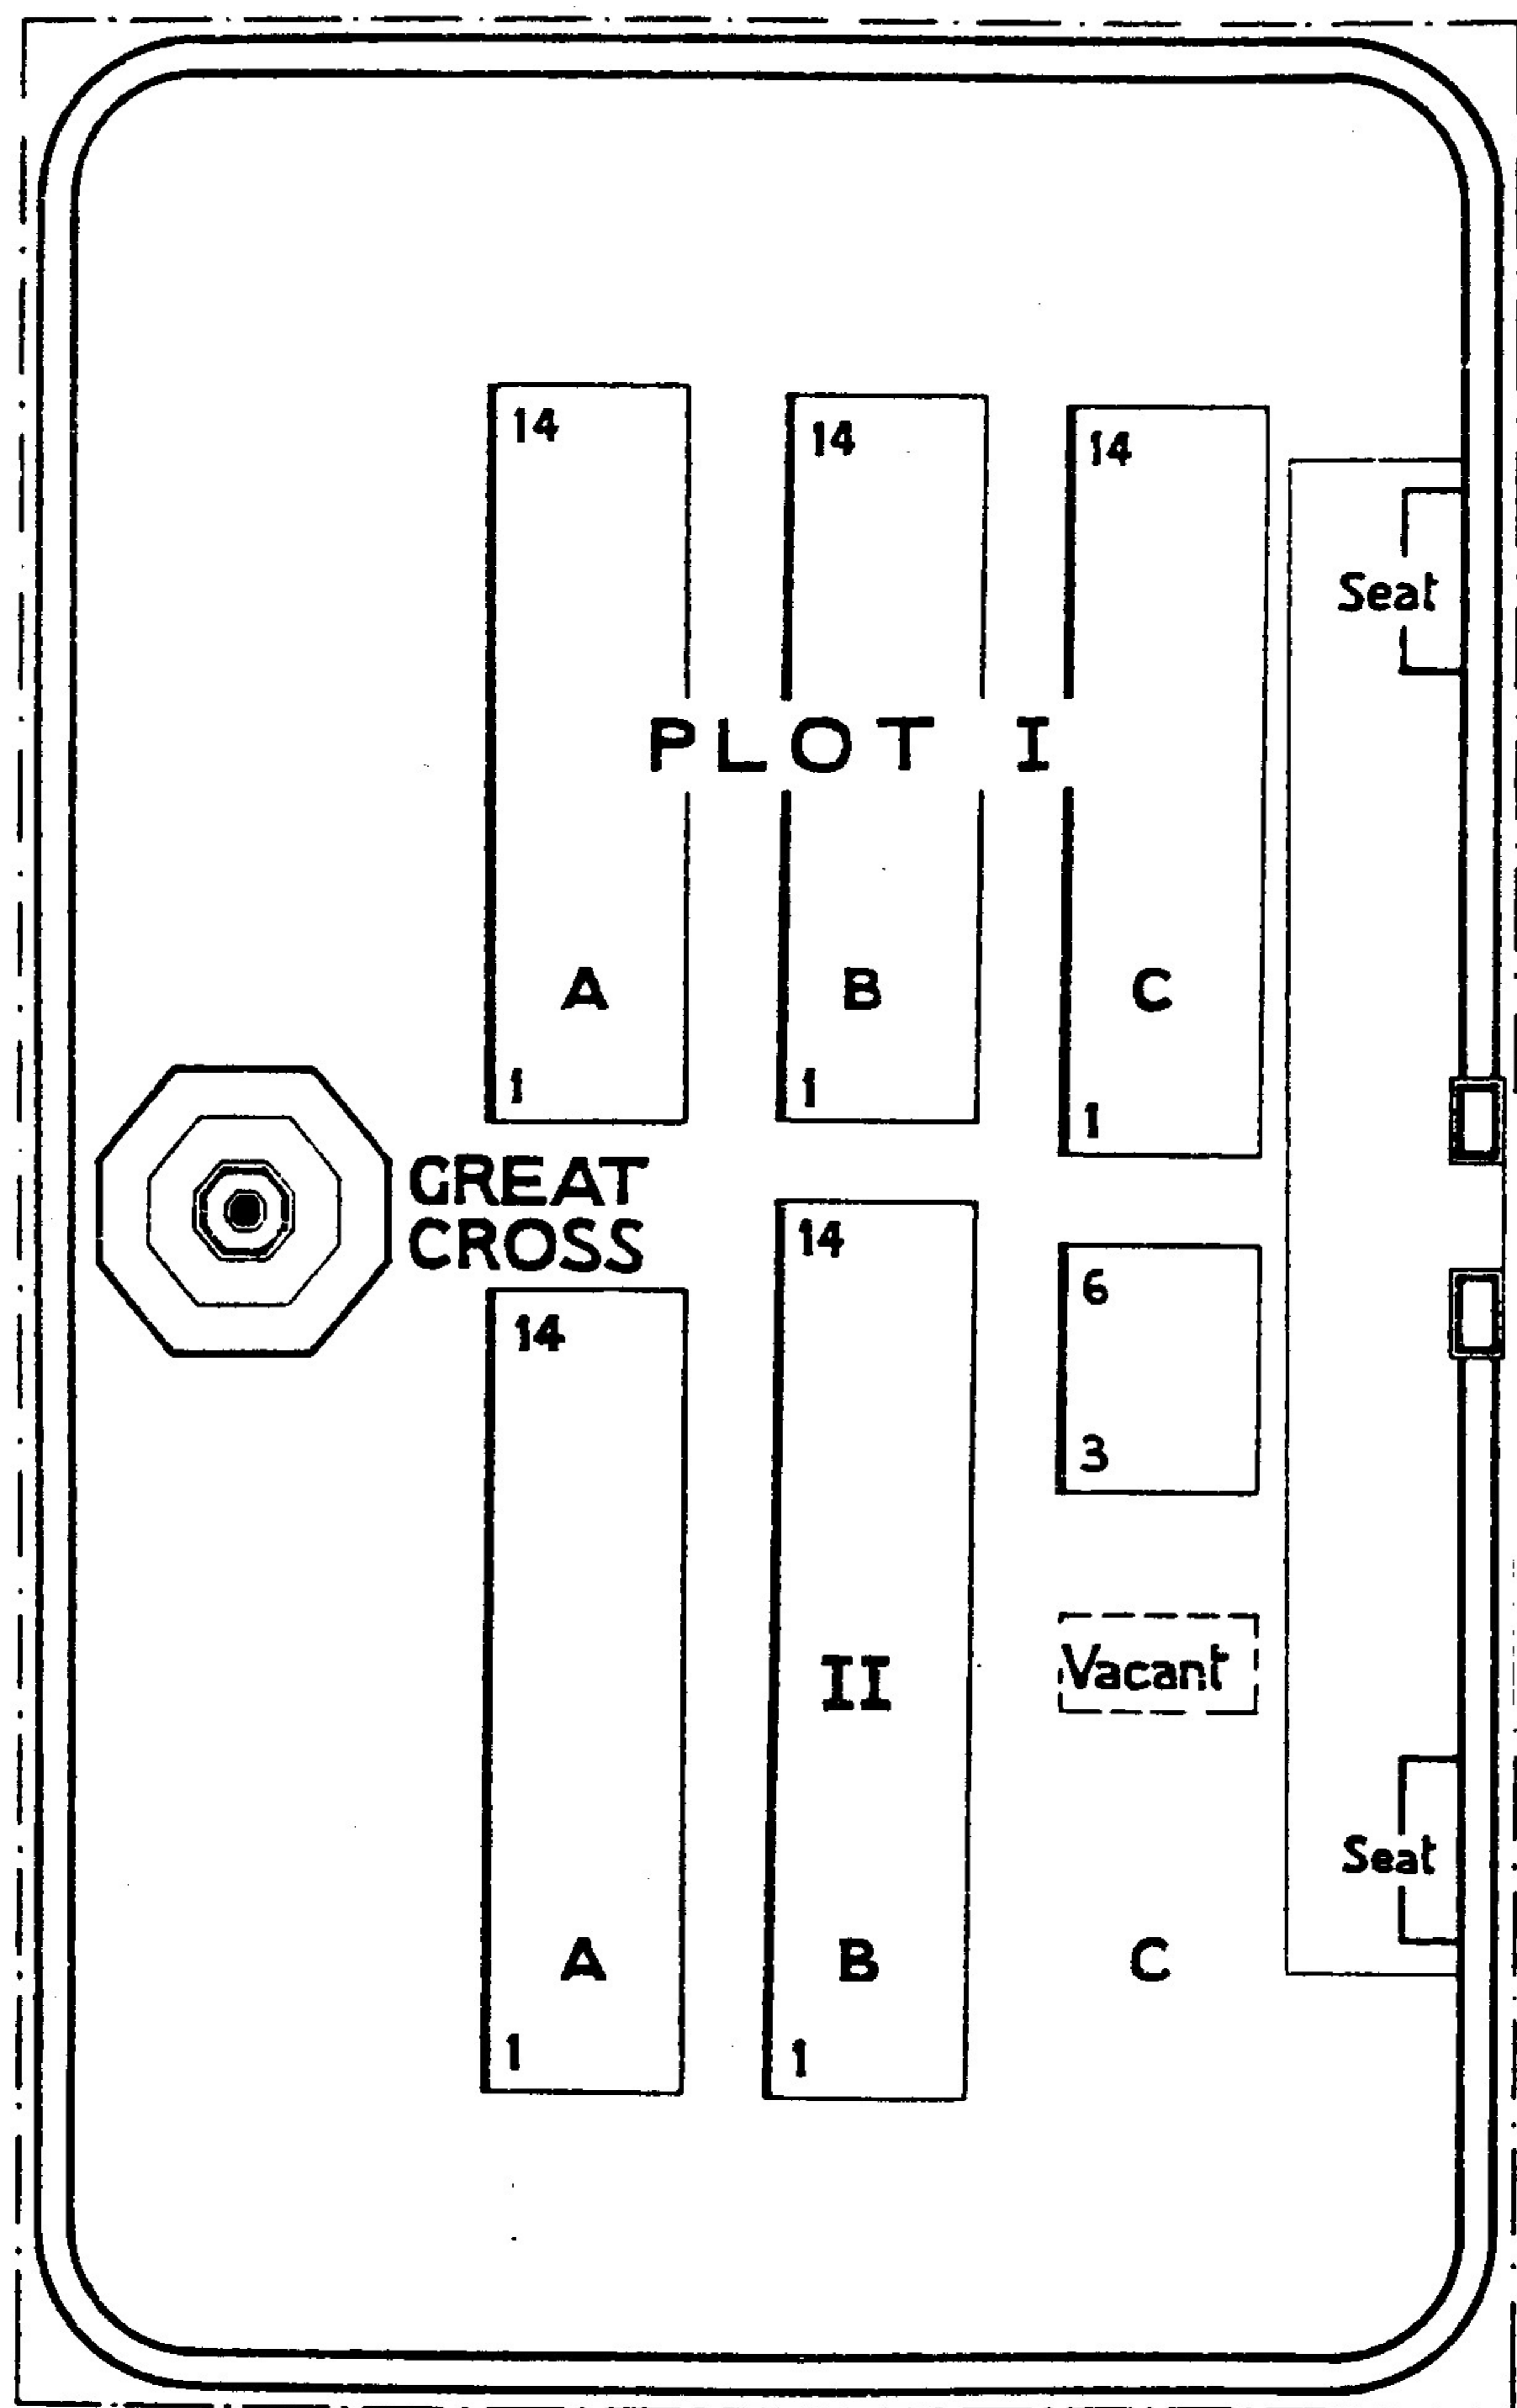 14 14 14
Seat
PLOT I
A B C
1 1 1
GREAT
CROSS
14
6
14
3
Vacant
II
Seat
A B C
1 1